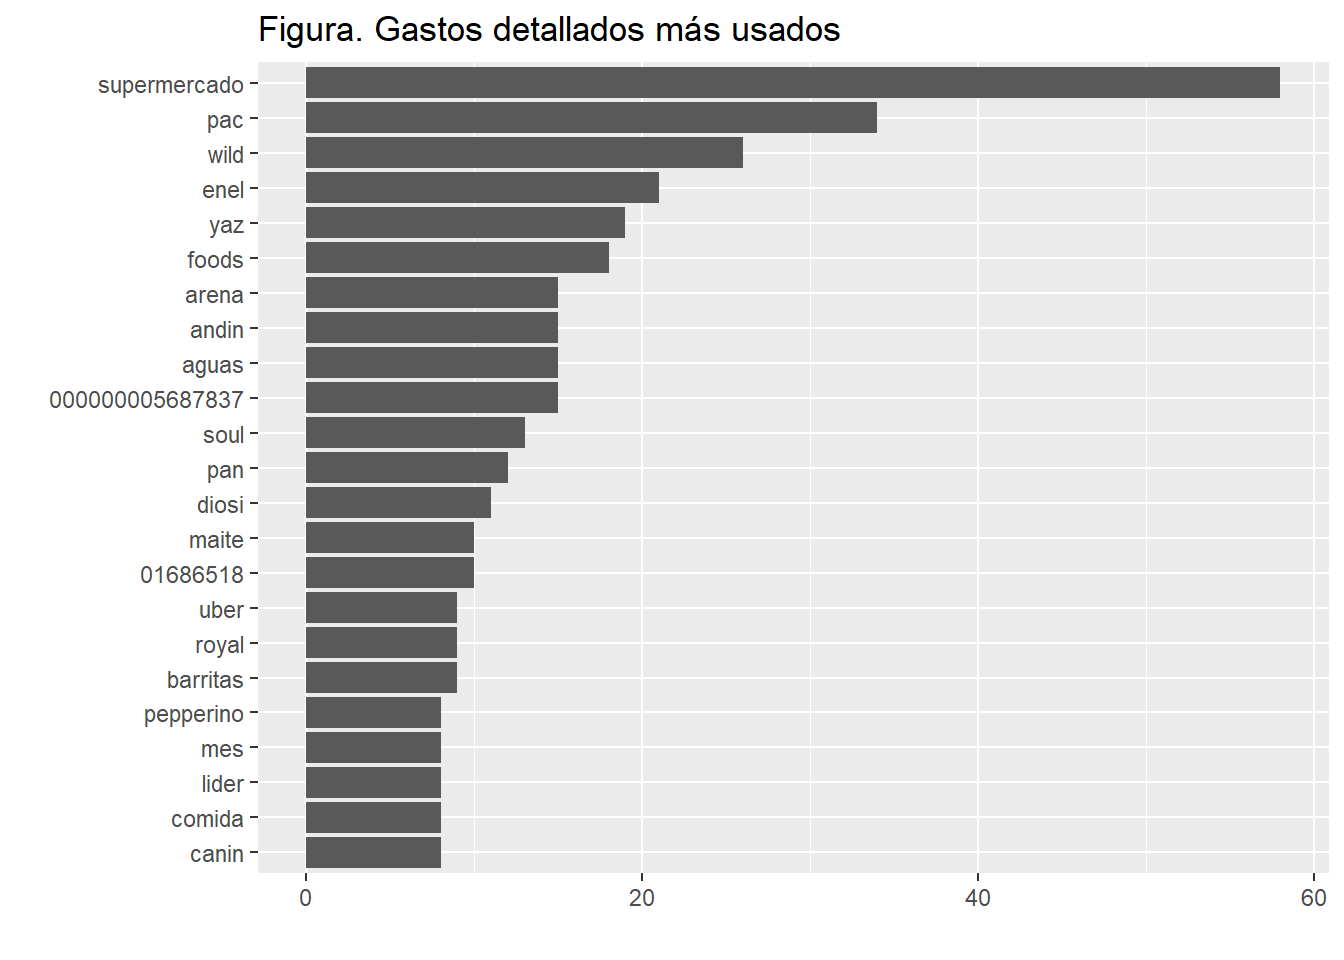 Figura. Gastos detallados más usados
supermercado
pac
wild
enel
yaz
foods
arena
andin
aguas
000000005687837
soul
pan
diosi
maite
01686518
uber
royal
barritas
pepperino
mes
lider
comida
canin
0 20 40 60